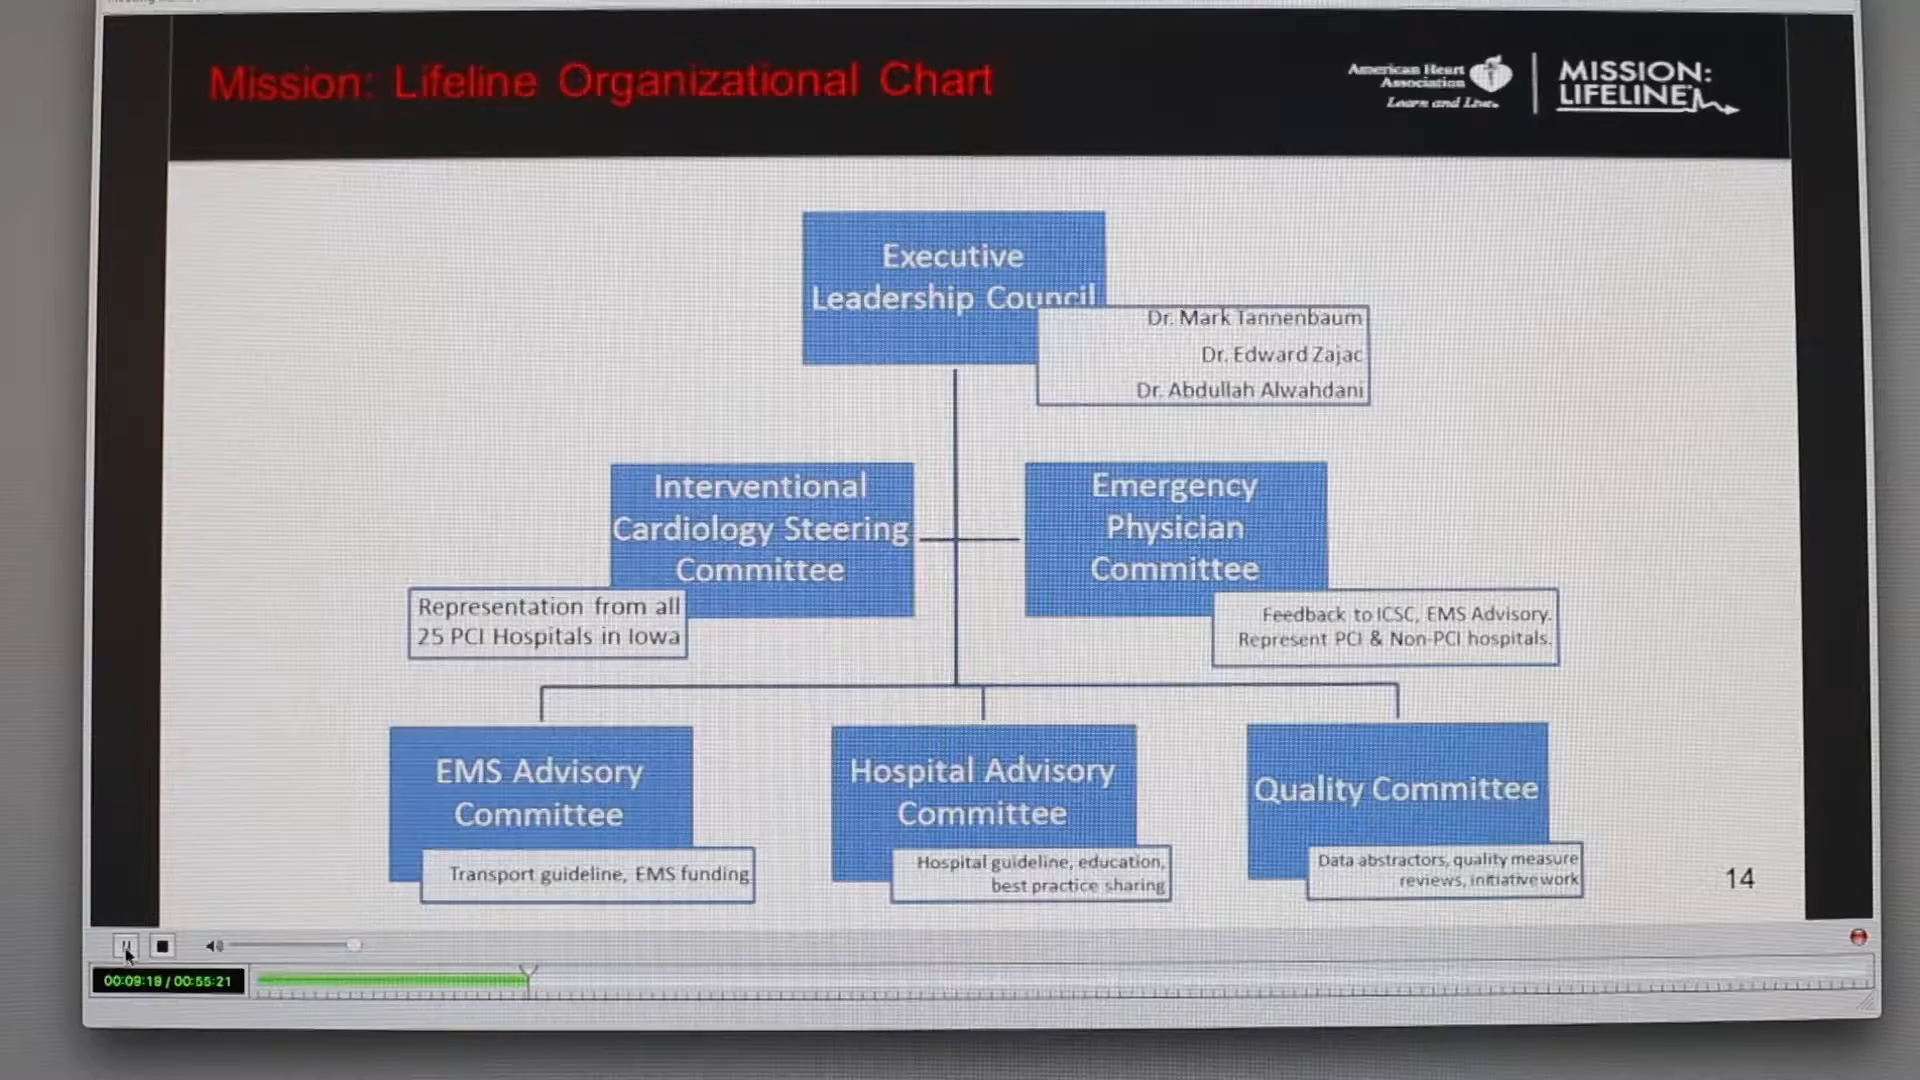 Mission: Lifeline Organizational Chart
American Heart
Association
Learn and Live
MISSION:
LIFELINE
Executive
Leadership Council
Dr. Mark Tannenbaum
Dr. Edward Zajac
Dr. Abdullah Alwahdani
Interventional
Cardiology Steering
Committee
Representation from all
25 PCI Hospitals in Iowa
Emergency
Physician
Committee
Feedback to ICSC, EMS Advisory.
Represent PCI & Non-PCI hospitals.
EMS Advisory
Committee
Transport guideline, EMS funding
Hospital Advisory
Committee
Hospital guideline, education,
best practice sharing
Quality Committee
Data abstractors, quality measure
reviews, initiative work
14
00:09:19 / 00:55:21